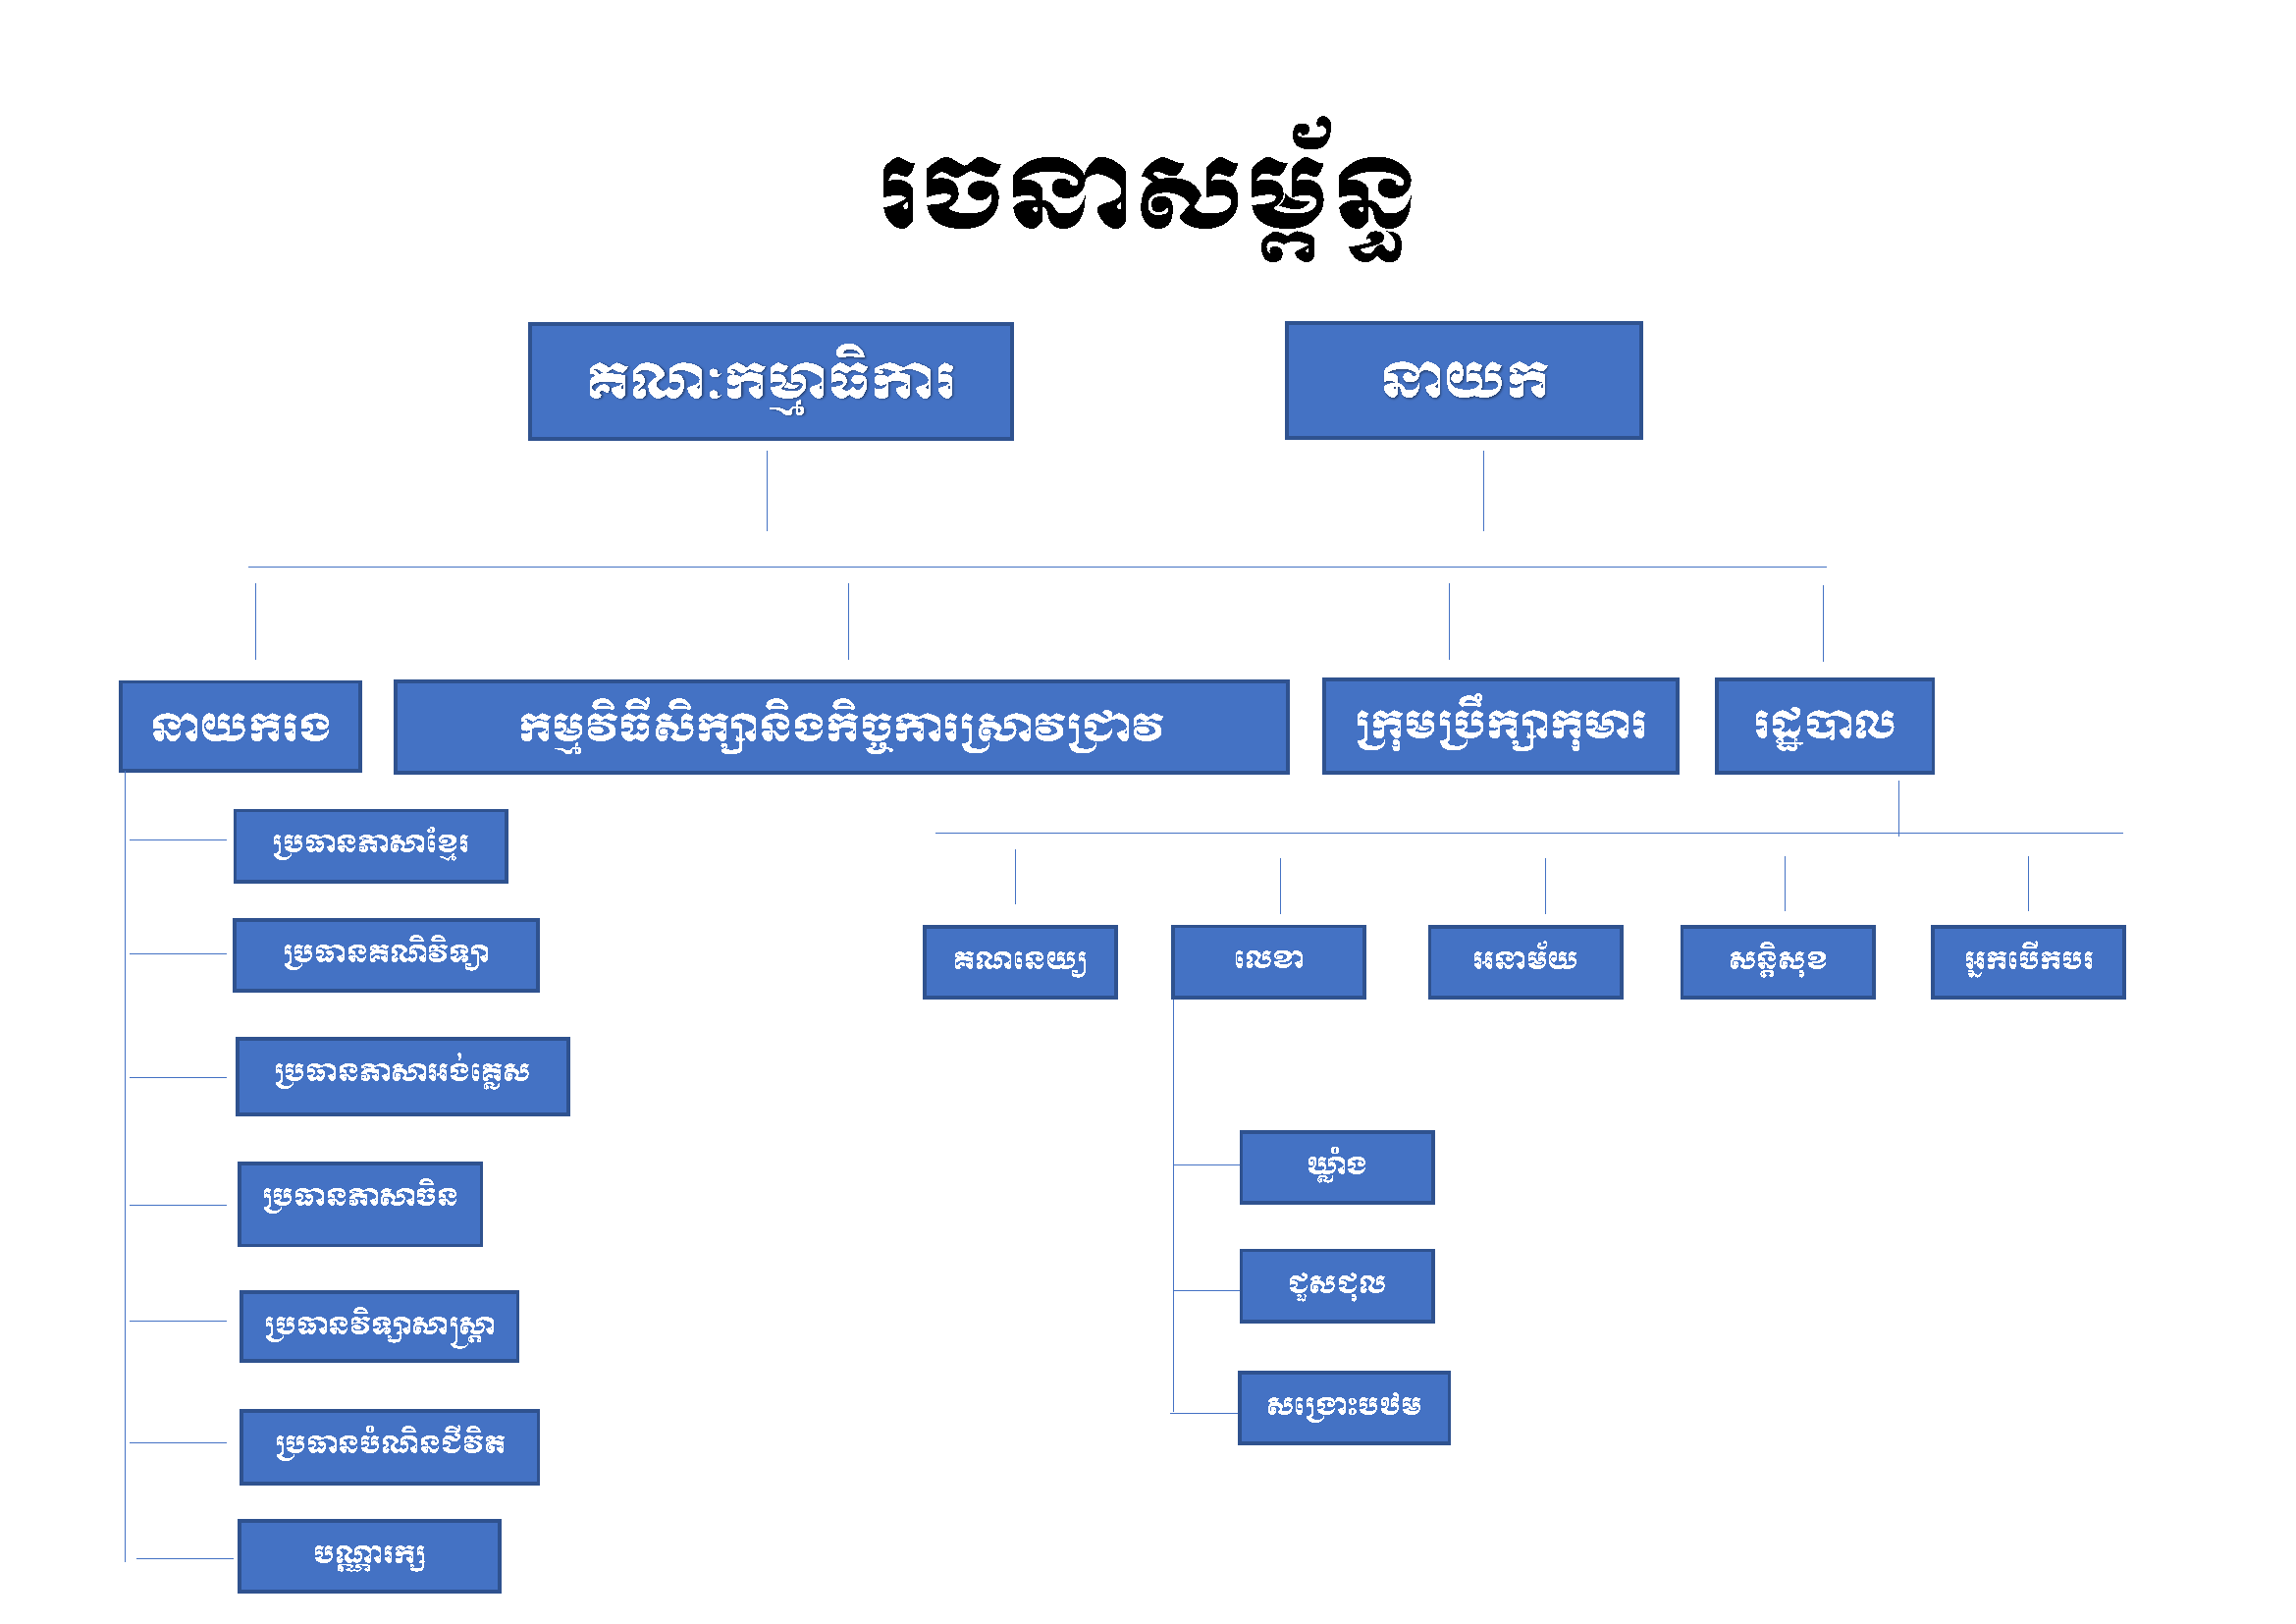 រចនាសម្ព័ន្ធ
គណៈកម្មាធិការ
នាយក
នាយករង
កម្មវិធីសិក្សានិងកិច្ចការស្រាវជ្រាវ
ក្រុមប្រឹក្សាកុមារ
រដ្ឋបាល
ប្រធានភាសាខ្មែរ
ប្រធានគណិវិទ្យា
ប្រធានភាសាអង់គ្លេស
ប្រធានភាសាចិន
ប្រធានវិទ្យាសាស្ត្រា
ប្រធានបំណិនជីវិត
បណ្ណារក្ស
គណនេយ្យ
លេខា
អនាម័យ
សន្តិសុខ
អ្នកបើកបរ
ឃ្លាំង
ជួសជុល
សង្គ្រោះបឋម